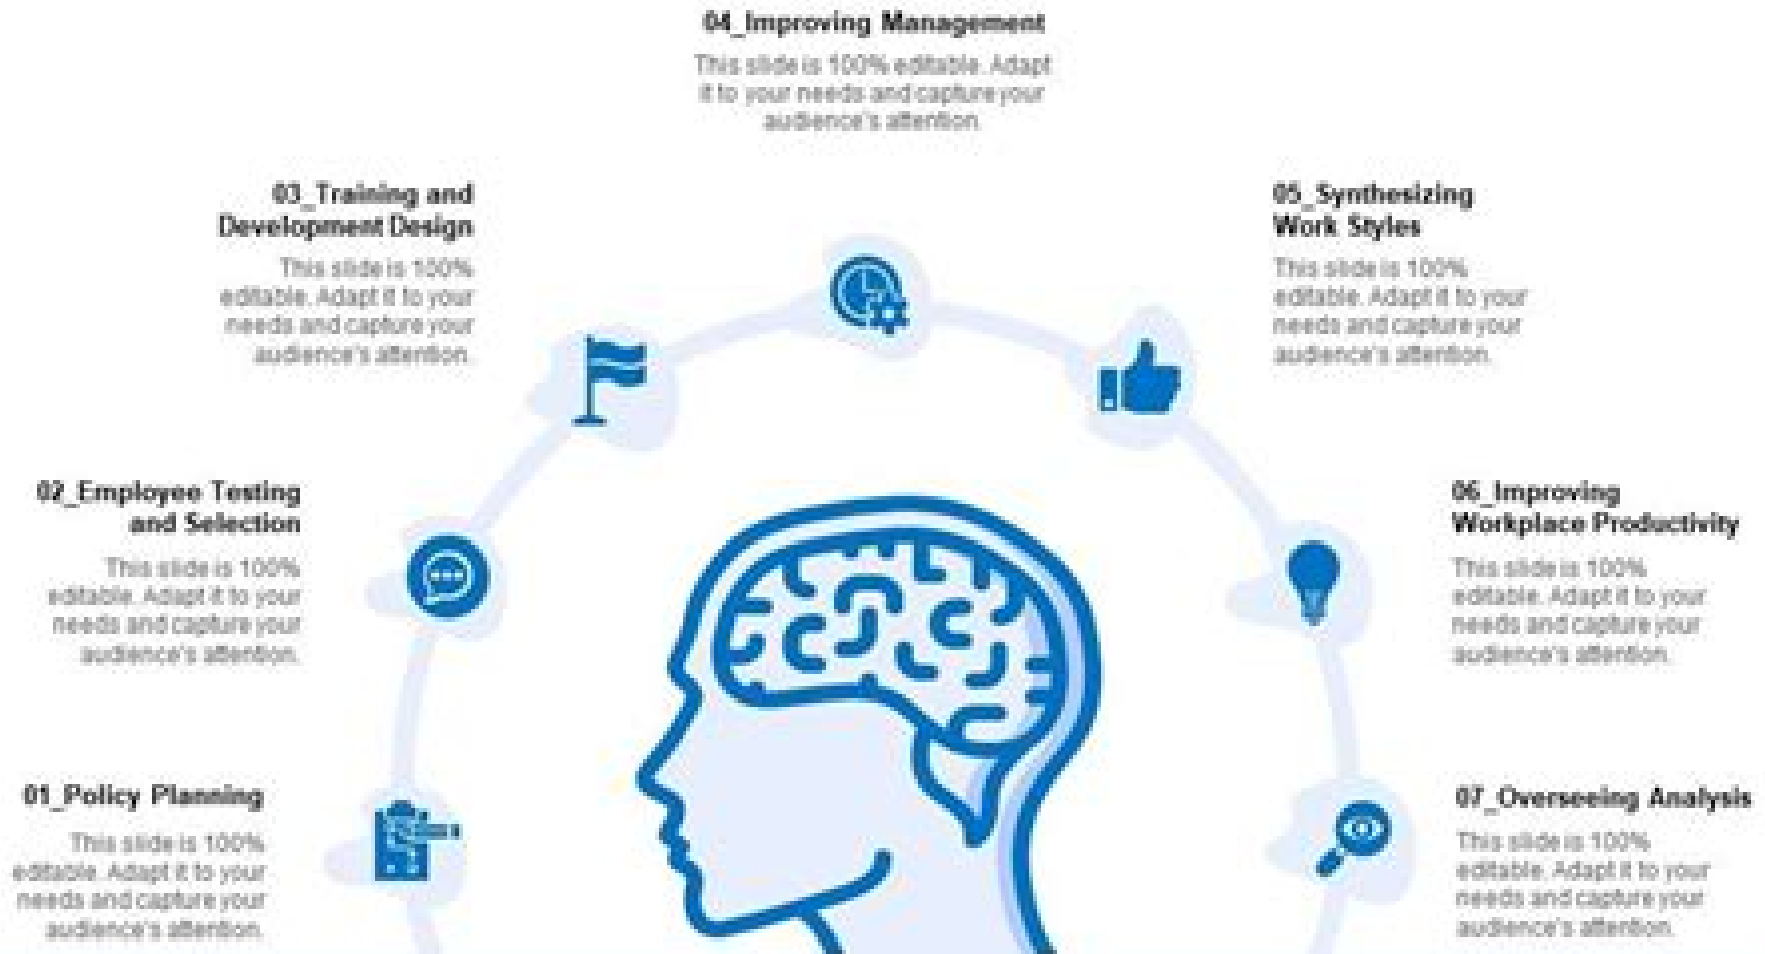 04_Improving Management
This slide is 100% editable. Adapt
it to your needs and capture your
audience's attention.
03_Training and
Development Design
This slide is 100%
editable. Adapt it to your
needs and capture your
audience's attention.
05_Synthesizing
Work Styles
This slide is 100%
editable. Adapt it to your
needs and capture your
audience's attention.
02_Employee Testing
and Selection
This slide is 100%
editable. Adapt it to your
needs and capture your
audience's attention.
06_Improving
Workplace Productivity
This slide is 100%
editable. Adapt it to your
needs and capture your
audience's attention.
01_Policy Planning
This slide is 100%
editable. Adapt it to your
needs and capture your
audience's attention.
07_Overseeing Analysis
This slide is 100%
editable. Adapt it to your
needs and capture your
audience's attention.